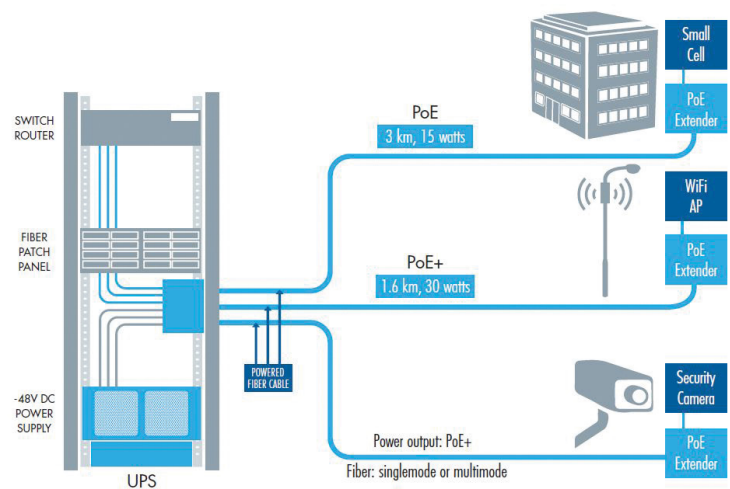 Small
Cell
PoE
Extender
PoE
3 km, 15 watts
SWITCH
ROUTER
WiFi
AP
FIBER
PATCH
PANEL
PoE+
1.6 km, 30 watts
PoE
Extender
POWERED
FIBER CABLE
-48V DC
POWER
SUPPLY
Security
Camera
Power output: PoE+
PoE
Extender
Fiber: singlemode or multimode
UPS